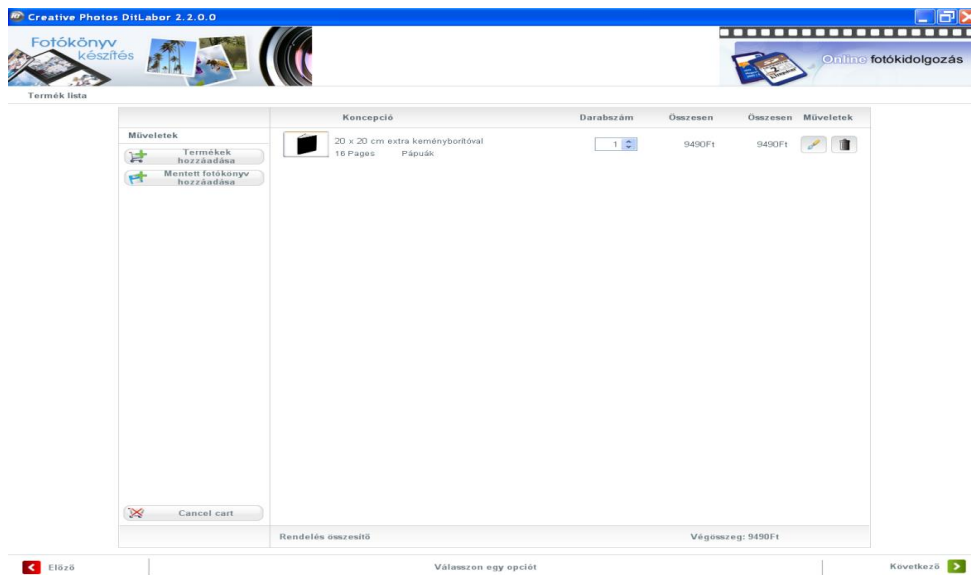 Creative Photos DitLabor 2.2.0.0
Fotókönyv
készítés
Online fotókidolgozás
Termék lista
Koncepció Darabszám Összesen Összesen Műveletek
Műveletek
20 x 20 cm extra keményborítóval
16 Pages Pápuák
1 9490Ft 9490Ft
Termékek
hozzáadása
Mentett fotókönyv
hozzáadása
Cancel cart
Rendelés összesítő Végösszeg: 9490Ft
Előző Válasszon egy opciót Következő